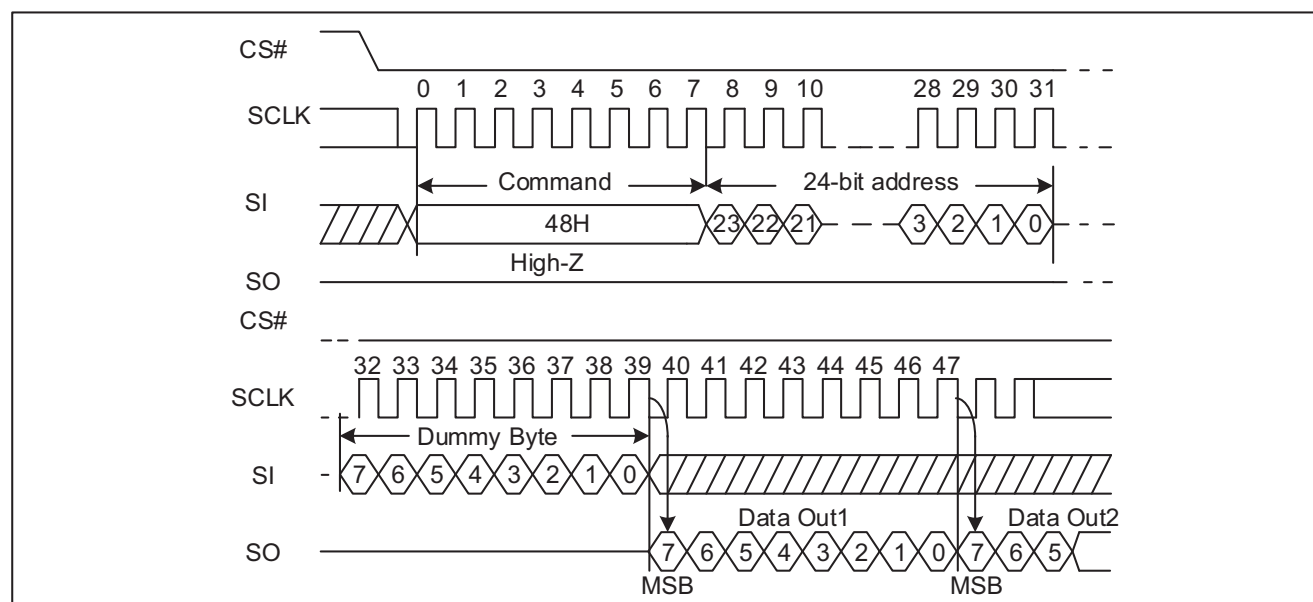 CS#
0 1 2 3 4 5 6 7 8 9 10 28 29 30 31
SCLK
Command 24-bit address
SI
48H 23 22 21 3 2 1 0
High-Z
SO
CS#
32 33 34 35 36 37 38 39 40 41 42 43 44 45 46 47
SCLK
Dummy Byte
SI 7 6 5 4 3 2 1 0
Data Out1 Data Out2
SO 7 6 5 4 3 2 1 0 7 6 5
MSB MSB